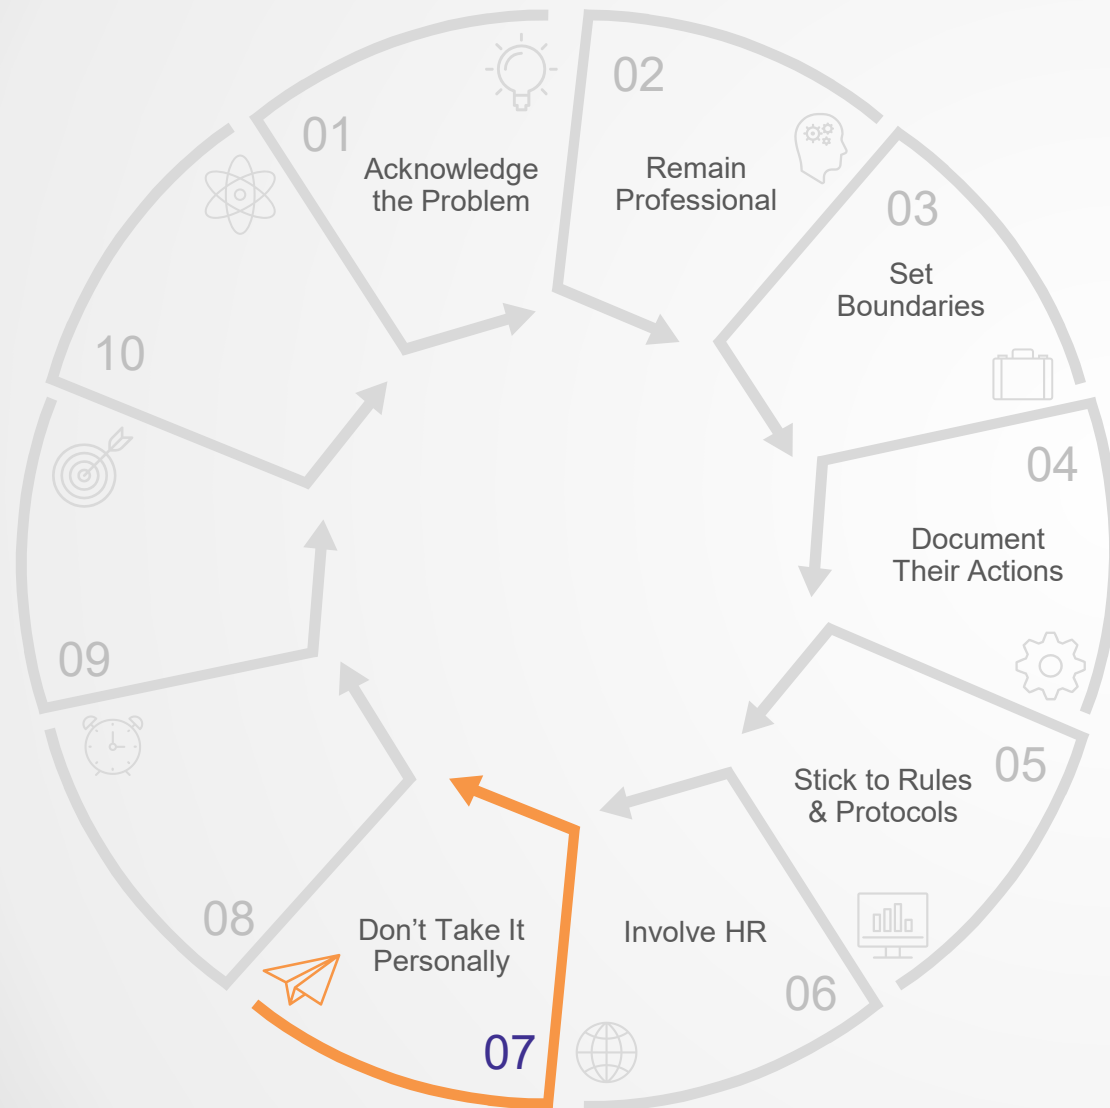 01
Acknowledge
the Problem
02
Remain
Professional
03
Set
Boundaries
04
Document
Their Actions
05
Stick to Rules
& Protocols
06
Involve HR
07
Don’t Take It
Personally
08
09
10